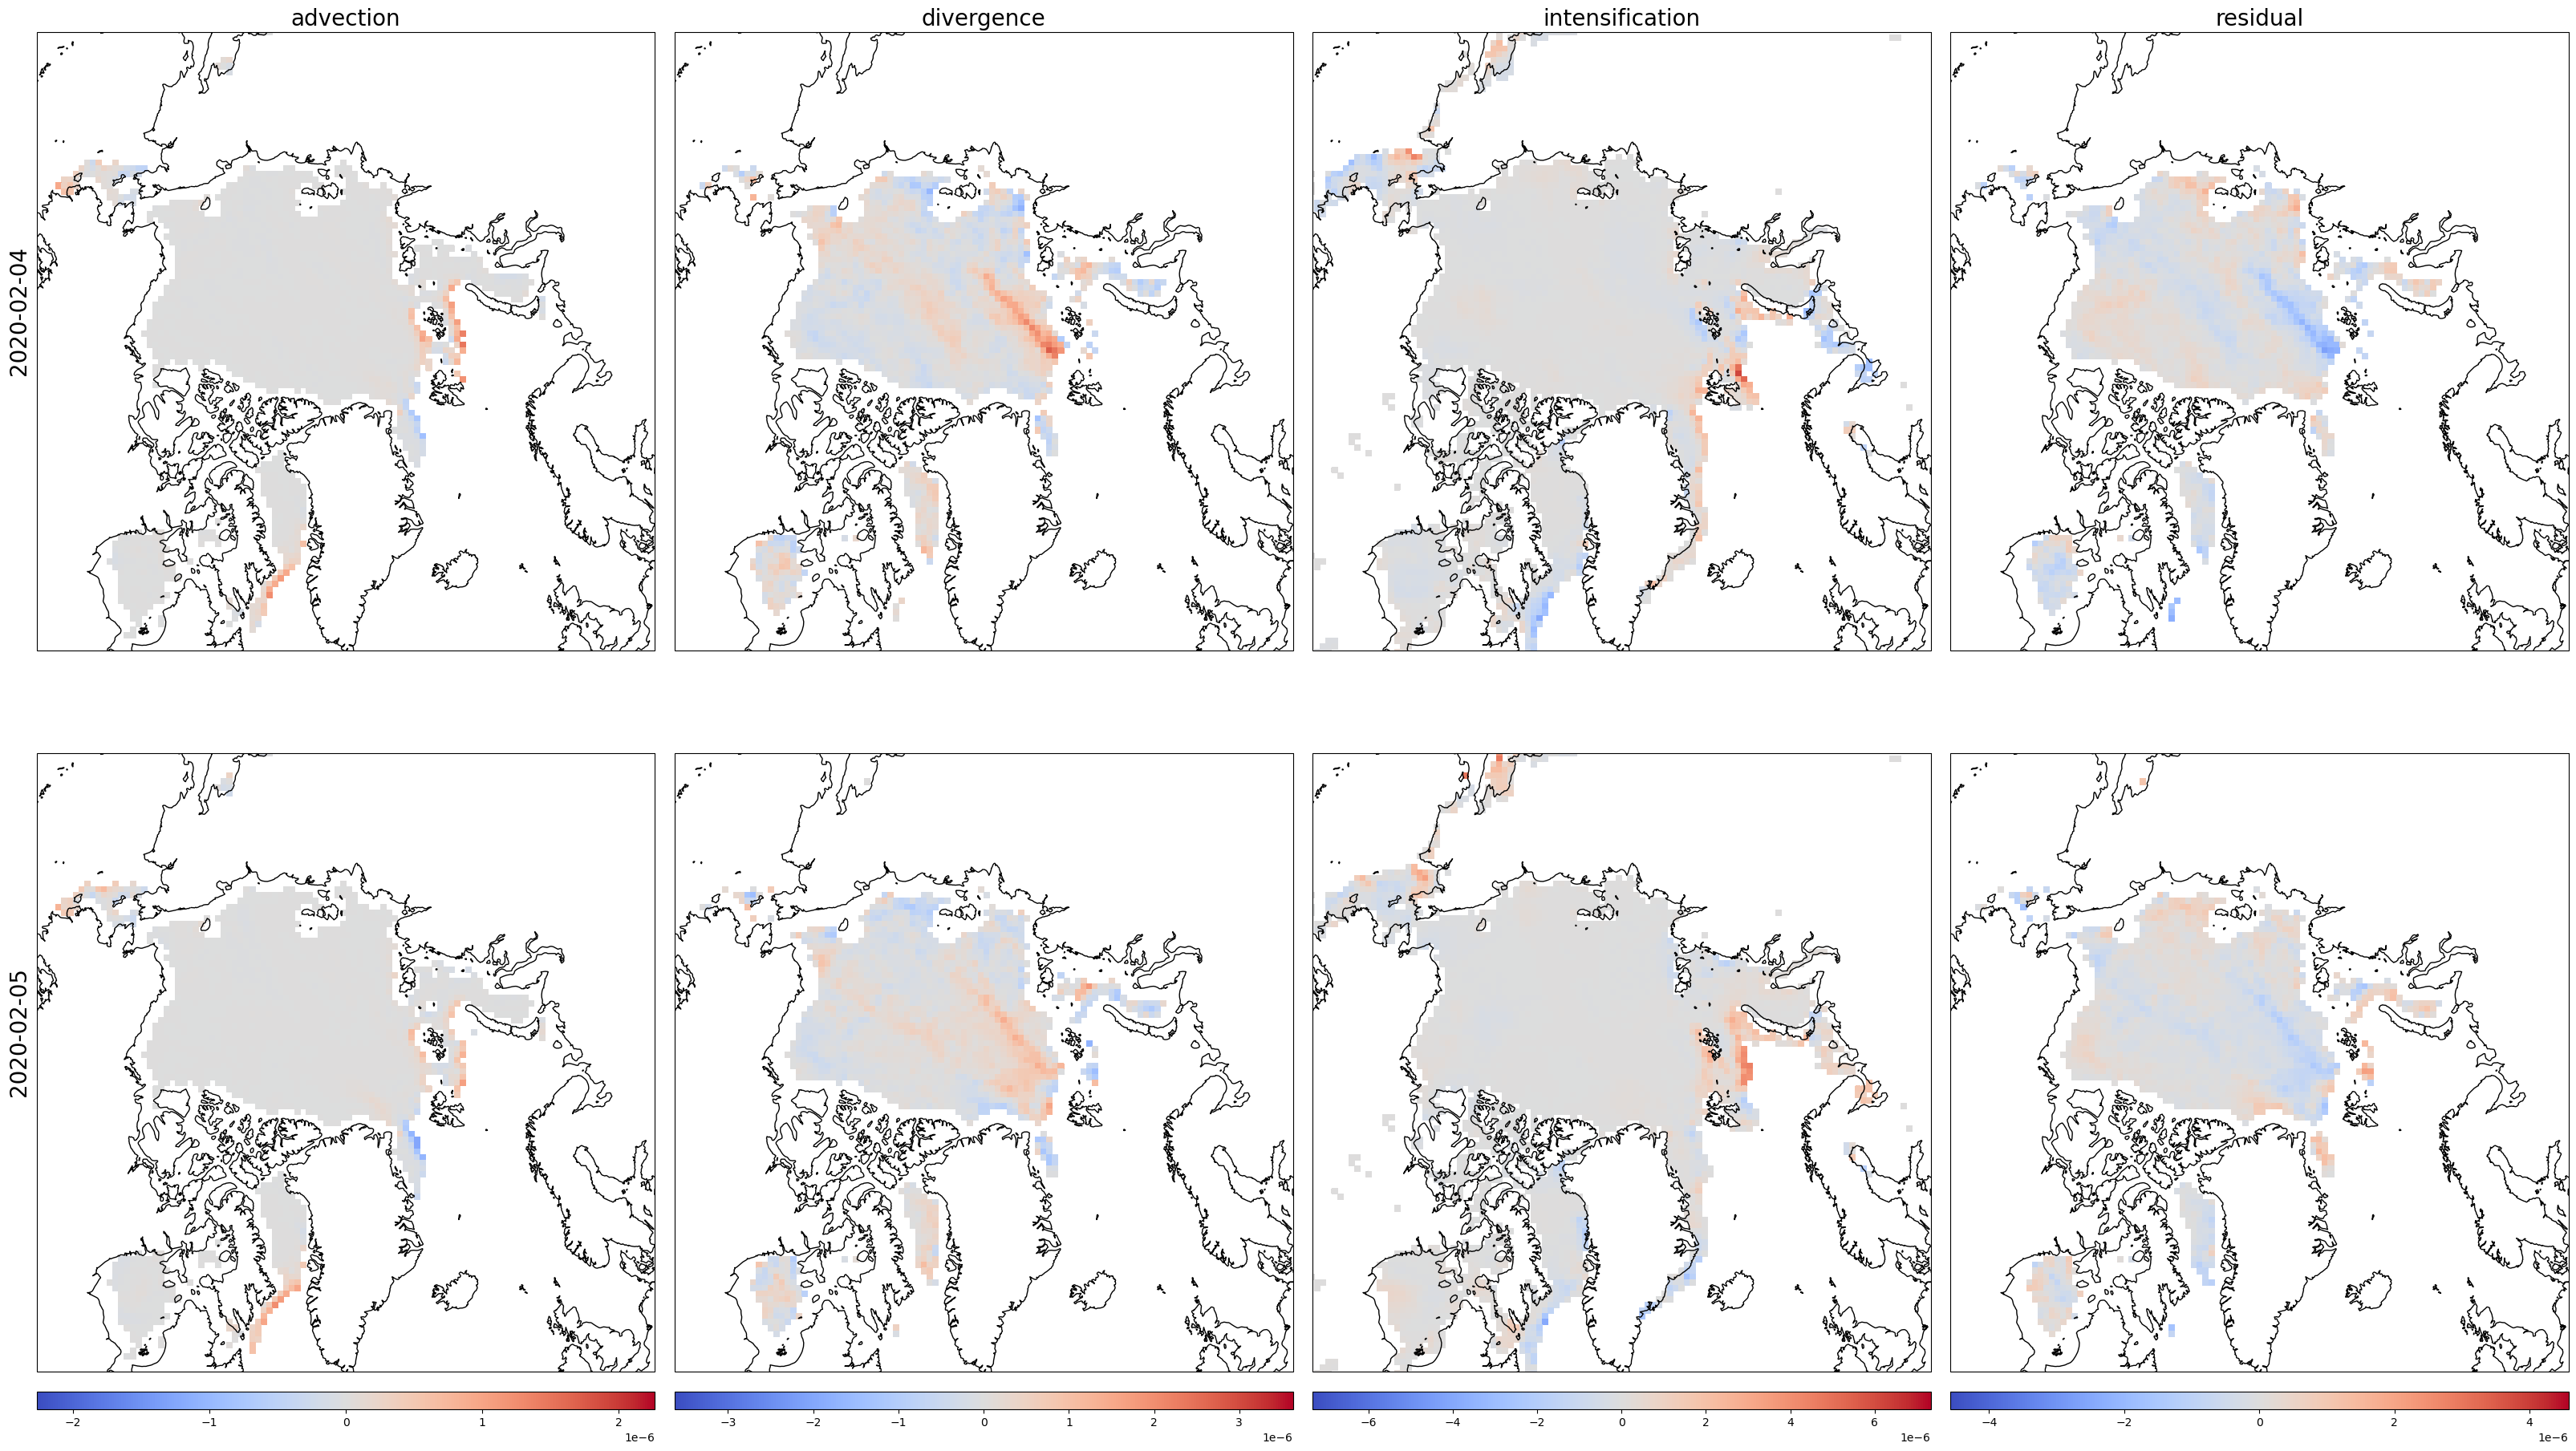 advection divergence intensification residual
2020-02-04
2020-02-05
−2 −1 0 1 2 −3 −2 −1 0 1 2 3 −6 −4 −2 0 2 4 6 −4 −2 0 2 4
1e−6 1e−6 1e−6 1e−6